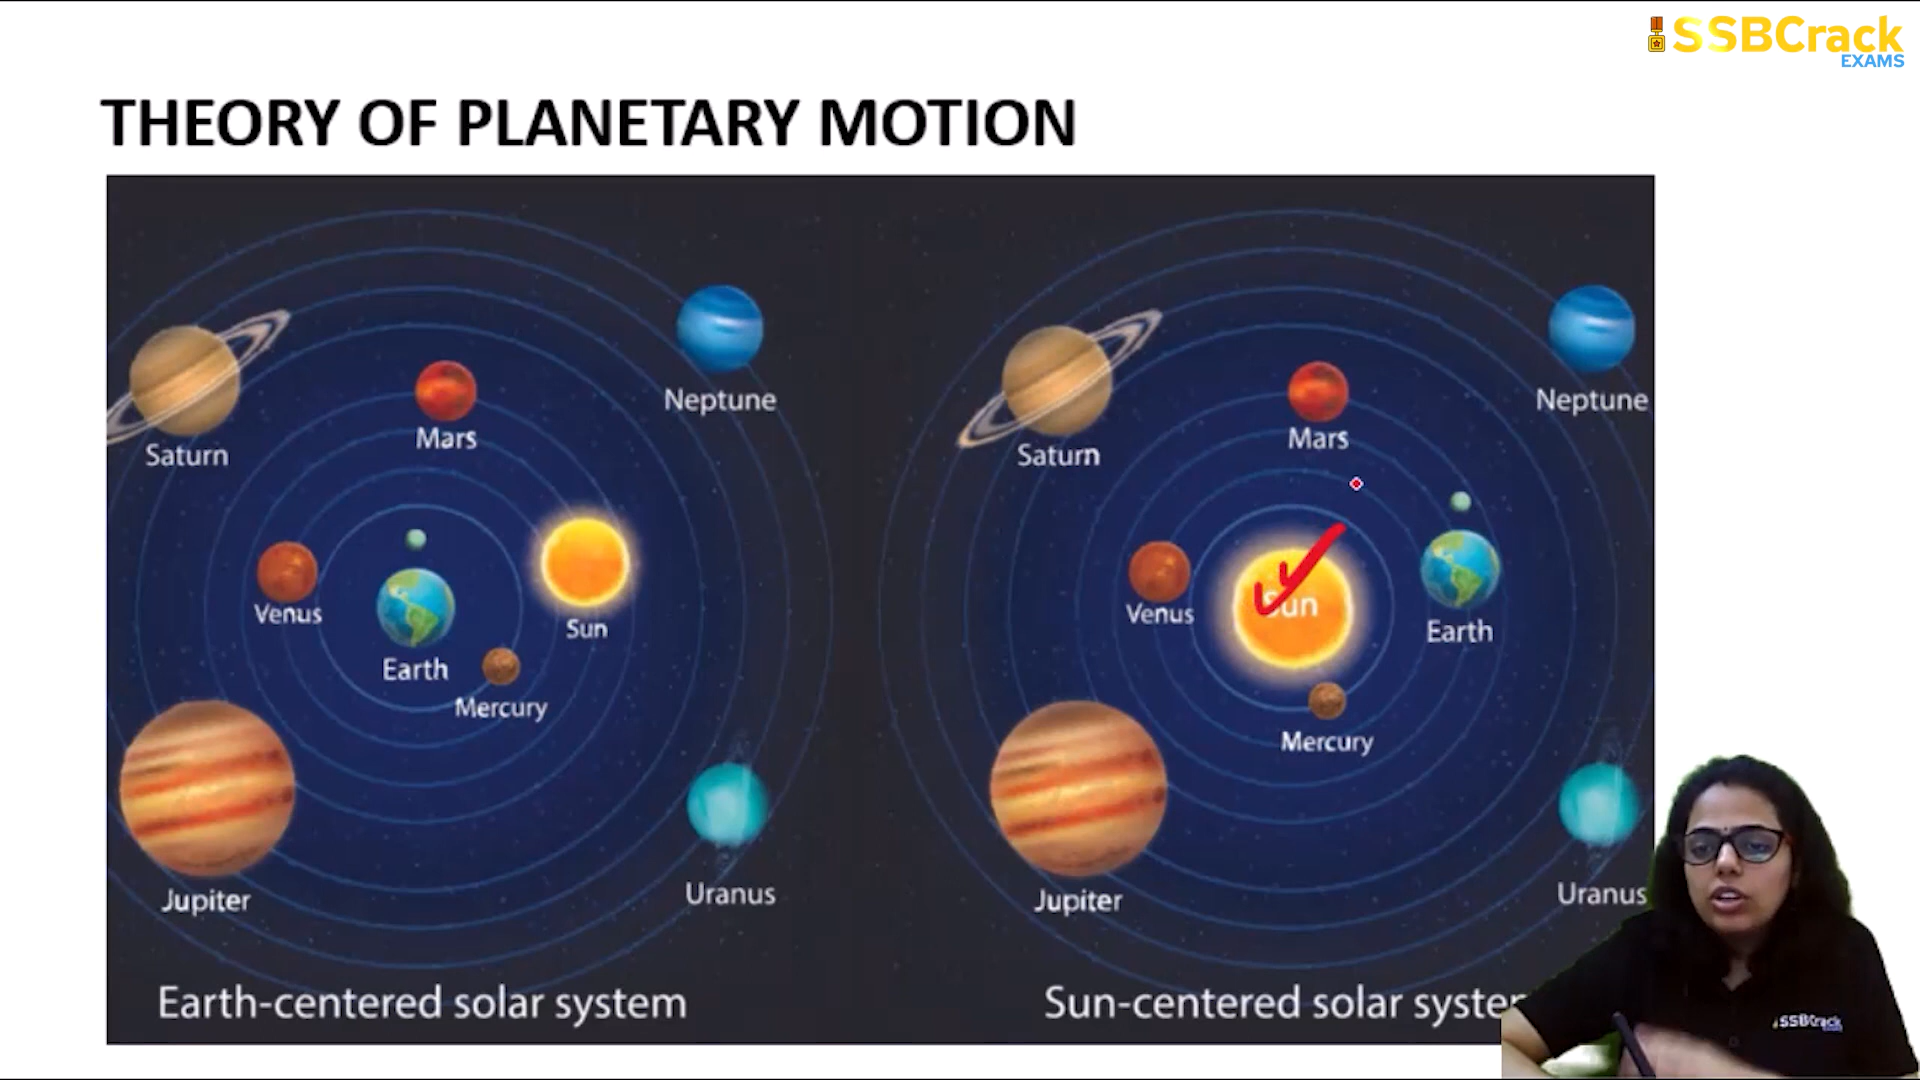 SSBCrack
EXAMS
THEORY OF PLANETARY MOTION
Neptune
Mars
Saturn
Venus
Sun
Earth
Mercury
Jupiter
Uranus
Earth-centered solar system
Neptune
Mars
Saturn
Venus
Sun
Earth
Mercury
Jupiter
Uranus
Sun-centered solar system
SSBCrack